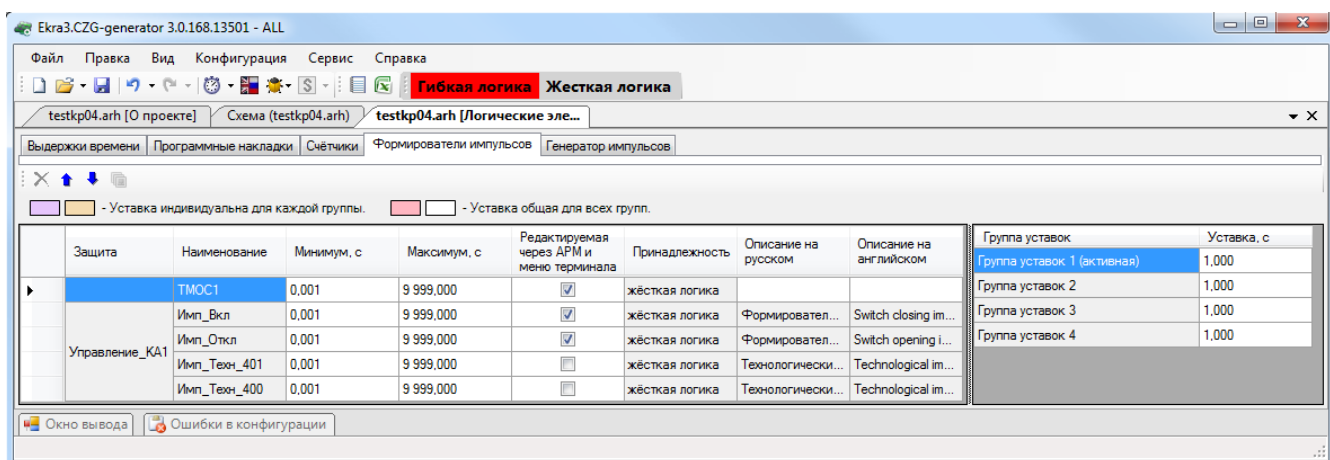 Ekra3.CZG-generator 3.0.168.13501 - ALL
Файл Правка Вид Конфигурация Сервис Справка
S Гибкая логика Жесткая логика
testkp04.arh [О проекте] Схема (testkp04.arh) testkp04.arh [Логические эле...
Выдержки времени Программные накладки Счётчики Формирователи импульсов Генератор импульсов
- Уставка индивидуальна для каждой группы. - Уставка общая для всех групп.
Защита Наименование Минимум, с Максимум, с Редактируемая через АРМ и меню терминала Принадлежность Описание на русском Описание на английском
TMOC1 0,001 9 999,000 жёсткая логика
Управление_КА1
Имп_Вкл 0,001 9 999,000 жёсткая логика Формировател... Switch closing im...
Имп_Откл 0,001 9 999,000 жёсткая логика Формировател... Switch opening i...
Имп_Техн_401 0,001 9 999,000 жёсткая логика Технологически... Technological im...
Имп_Техн_400 0,001 9 999,000 жёсткая логика Технологически... Technological im...
Группа уставок Уставка, с
Группа уставок 1 (активная) 1,000
Группа уставок 2 1,000
Группа уставок 3 1,000
Группа уставок 4 1,000
Окно вывода Ошибки в конфигурации